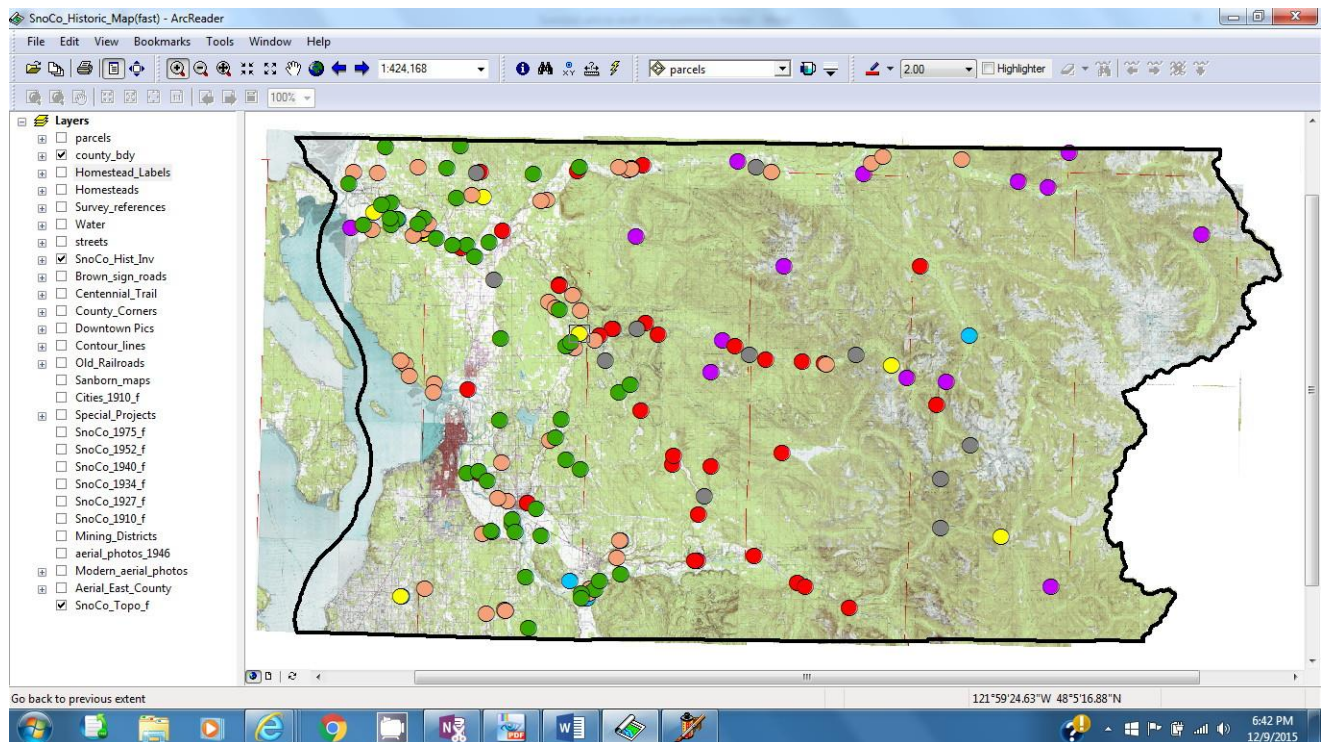 SnoCo_Historic_Map(fast) - ArcReader
File Edit View Bookmarks Tools Window Help
1:424,168
parcels
2.00
Highlighter
100%
Layers
parcels
county_bdy
Homestead_Labels
Homesteads
Survey_references
Water
streets
SnoCo_Hist_Inv
Brown_sign_roads
Centennial_Trail
County_Corners
Downtown Pics
Contour_lines
Old_Railroads
Sanborn_maps
Cities_1910_f
Special_Projects
SnoCo_1975_f
SnoCo_1952_f
SnoCo_1940_f
SnoCo_1934_f
SnoCo_1927_f
SnoCo_1910_f
Mining_Districts
aerial_photos_1946
Modern_aerial_photos
Aerial_East_County
SnoCo_Topo_f
Go back to previous extent
121°59'24.63"W 48°5'16.88"N
6:42 PM
12/9/2015